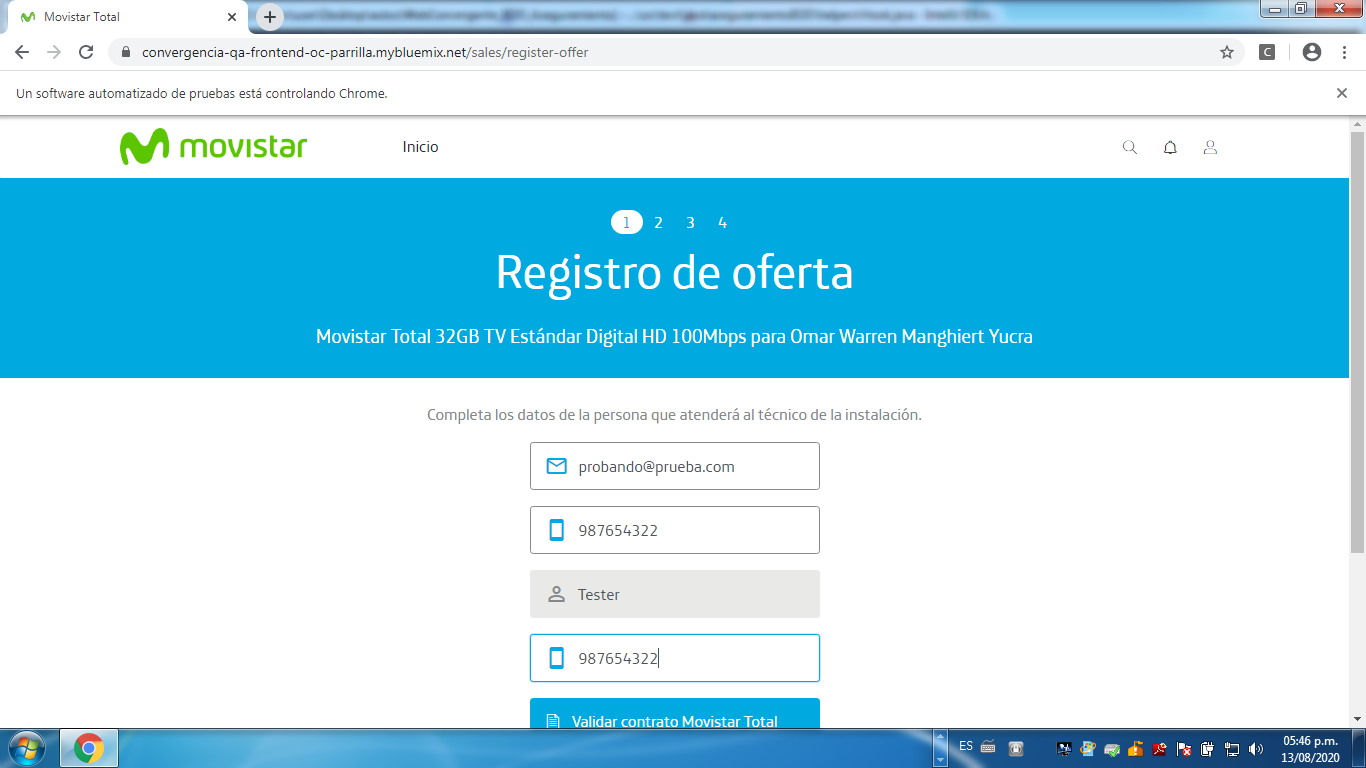 Movistar Total
convergencia-qa-frontend-oc-parrilla.mybluemix.net/sales/register-offer
C
Un software automatizado de pruebas está controlando Chrome.
movistar
Inicio
1 2 3 4
Registro de oferta
Movistar Total 32GB TV Estándar Digital HD 100Mbps para Omar Warren Manghiert Yucra
Completa los datos de la persona que atenderá al técnico de la instalación.
probando@prueba.com
987654322
Tester
987654322
Validar contrato Movistar Total
ES
05:46 p.m.
13/08/2020